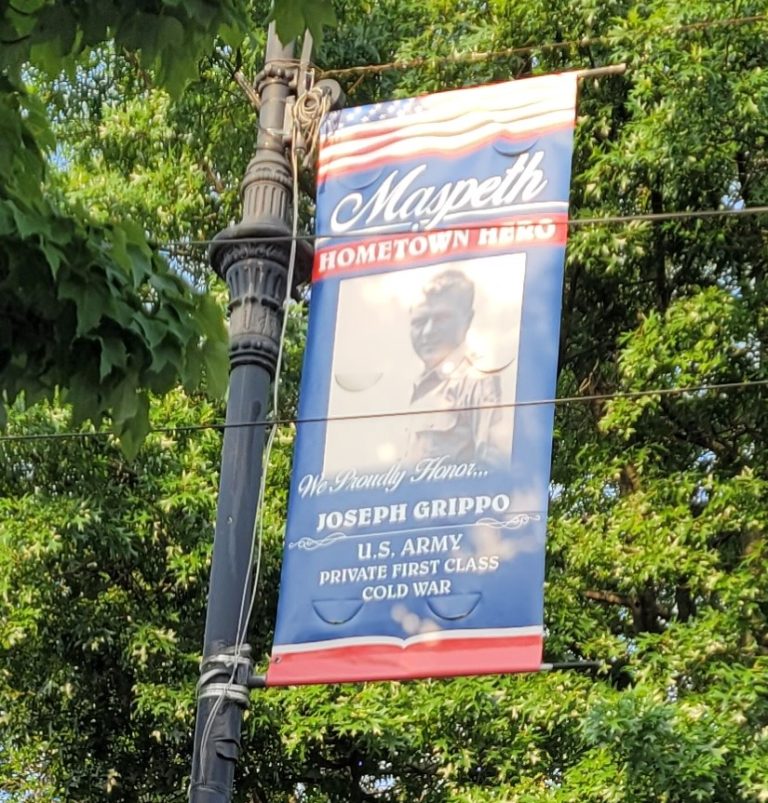 Maspeth
HOMETOWN HERO
We Proudly Honor...
JOSEPH GRIPPO
U.S. ARMY
PRIVATE FIRST CLASS
COLD WAR